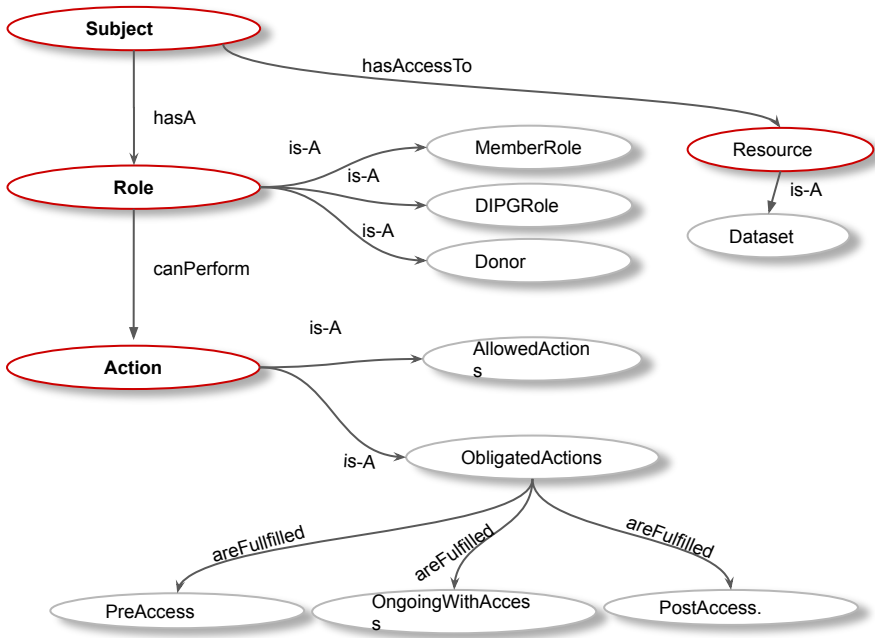 Subject
hasAccessTo
hasA
is-A
MemberRole
Resource
is-A
is-A
Role
DIPGRole
is-A
Dataset
Donor
canPerform
is-A
AllowedAction
s
Action
is-A
ObligatedActions
areFullfilled
areFulfilled
areFulfilled
PreAccess
OngoingWithAcces
s
PostAccess.